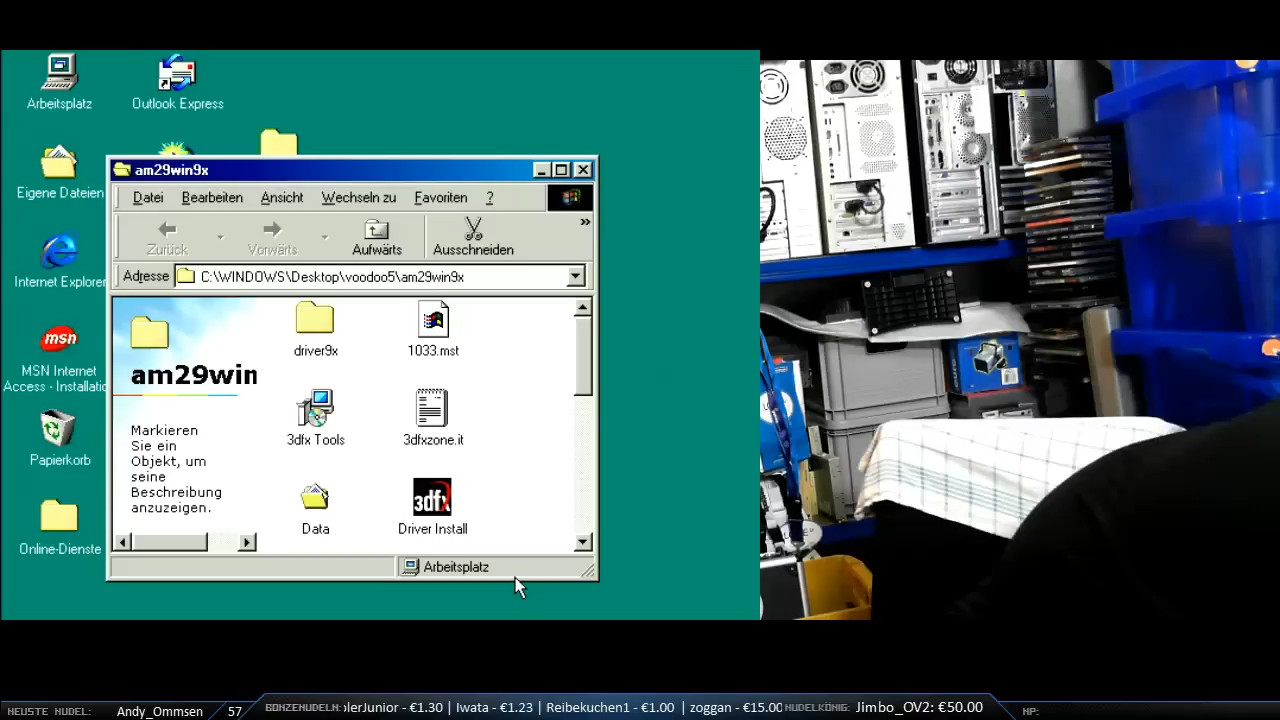 Arbeitsplatz
Outlook Express
Eigene Dateien
Internet Explorer
msn
MSN Internet
Access - Installatio
Papierkorb
Online-Dienste
am29win9x
Datei Bearbeiten Ansicht Wechseln zu Favoriten ?
Zurück Vorwärts Aufwärts Ausschneiden »
Adresse C:\WINDOWS\Desktop\voodoo5\am29win9x
am29win
Markieren
Sie ein
Objekt, um
seine
Beschreibung
anzuzeigen.
driver9x
1033.mst
3dfx Tools
3dfxzone.it
Data
3dfx
Driver Install
Arbeitsplatz
NEUSTE NUDEL: Andy_Ommsen 57 BONZENNUDELN: olerJunior - €1.30 | Iwata - €1.23 | Reibekuchen1 - €1.00 | zoggan - €15.00 NUDELKÖNIG: Jimbo_OV2: €50.00 HP: